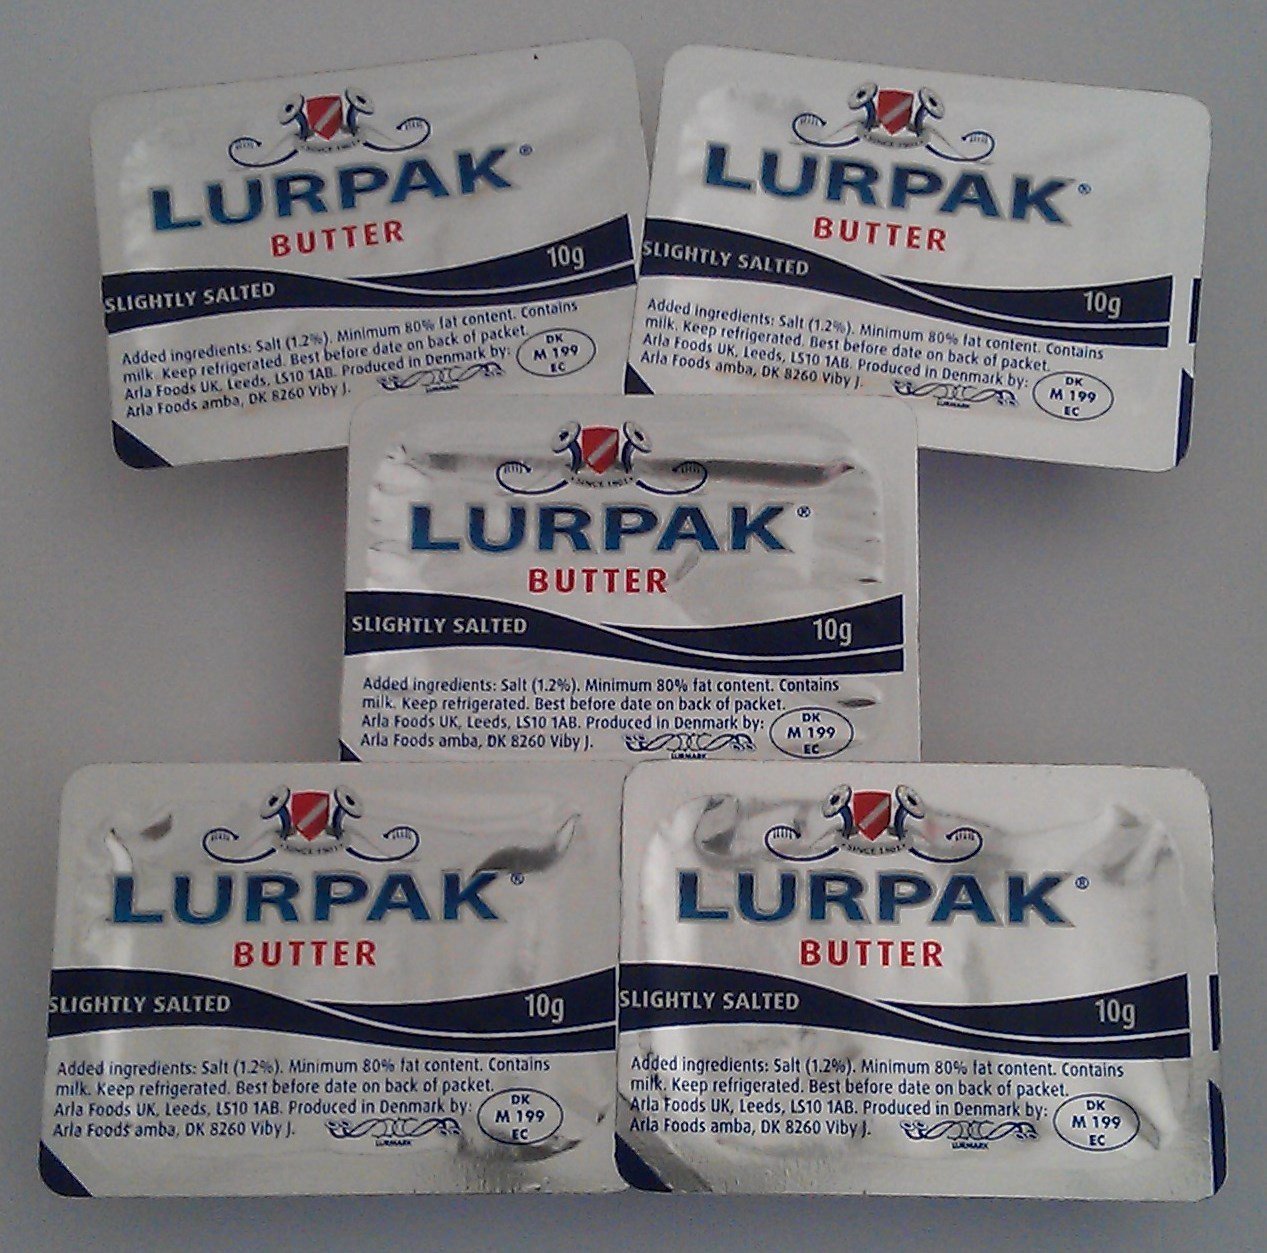 SINCE 1901
LURPAK®
BUTTER
SLIGHTLY SALTED
10g
Added ingredients: Salt (1.2%). Minimum 80% fat content. Contains
milk. Keep refrigerated. Best before date on back of packet.
Arla Foods UK, Leeds, LS10 1AB. Produced in Denmark by:
Arla Foods amba, DK 8260 Viby J.
LURMARK
DK
M 199
EC
SINCE 1901
LURPAK®
BUTTER
SLIGHTLY SALTED
10g
Added ingredients: Salt (1.2%). Minimum 80% fat content. Contains
milk. Keep refrigerated. Best before date on back of packet.
Arla Foods UK, Leeds, LS10 1AB. Produced in Denmark by:
Arla Foods amba, DK 8260 Viby J.
LURMARK
DK
M 199
EC
SINCE 1901
LURPAK®
BUTTER
SLIGHTLY SALTED
10g
Added ingredients: Salt (1.2%). Minimum 80% fat content. Contains
milk. Keep refrigerated. Best before date on back of packet.
Arla Foods UK, Leeds, LS10 1AB. Produced in Denmark by:
Arla Foods amba, DK 8260 Viby J.
LURMARK
DK
M 199
EC
SINCE 1901
LURPAK®
BUTTER
SLIGHTLY SALTED
10g
Added ingredients: Salt (1.2%). Minimum 80% fat content. Contains
milk. Keep refrigerated. Best before date on back of packet.
Arla Foods UK, Leeds, LS10 1AB. Produced in Denmark by:
Arla Foods amba, DK 8260 Viby J.
LURMARK
DK
M 199
EC
SINCE 1901
LURPAK®
BUTTER
SLIGHTLY SALTED
10g
Added ingredients: Salt (1.2%). Minimum 80% fat content. Contains
milk. Keep refrigerated. Best before date on back of packet.
Arla Foods UK, Leeds, LS10 1AB. Produced in Denmark by:
Arla Foods amba, DK 8260 Viby J.
LURMARK
DK
M 199
EC